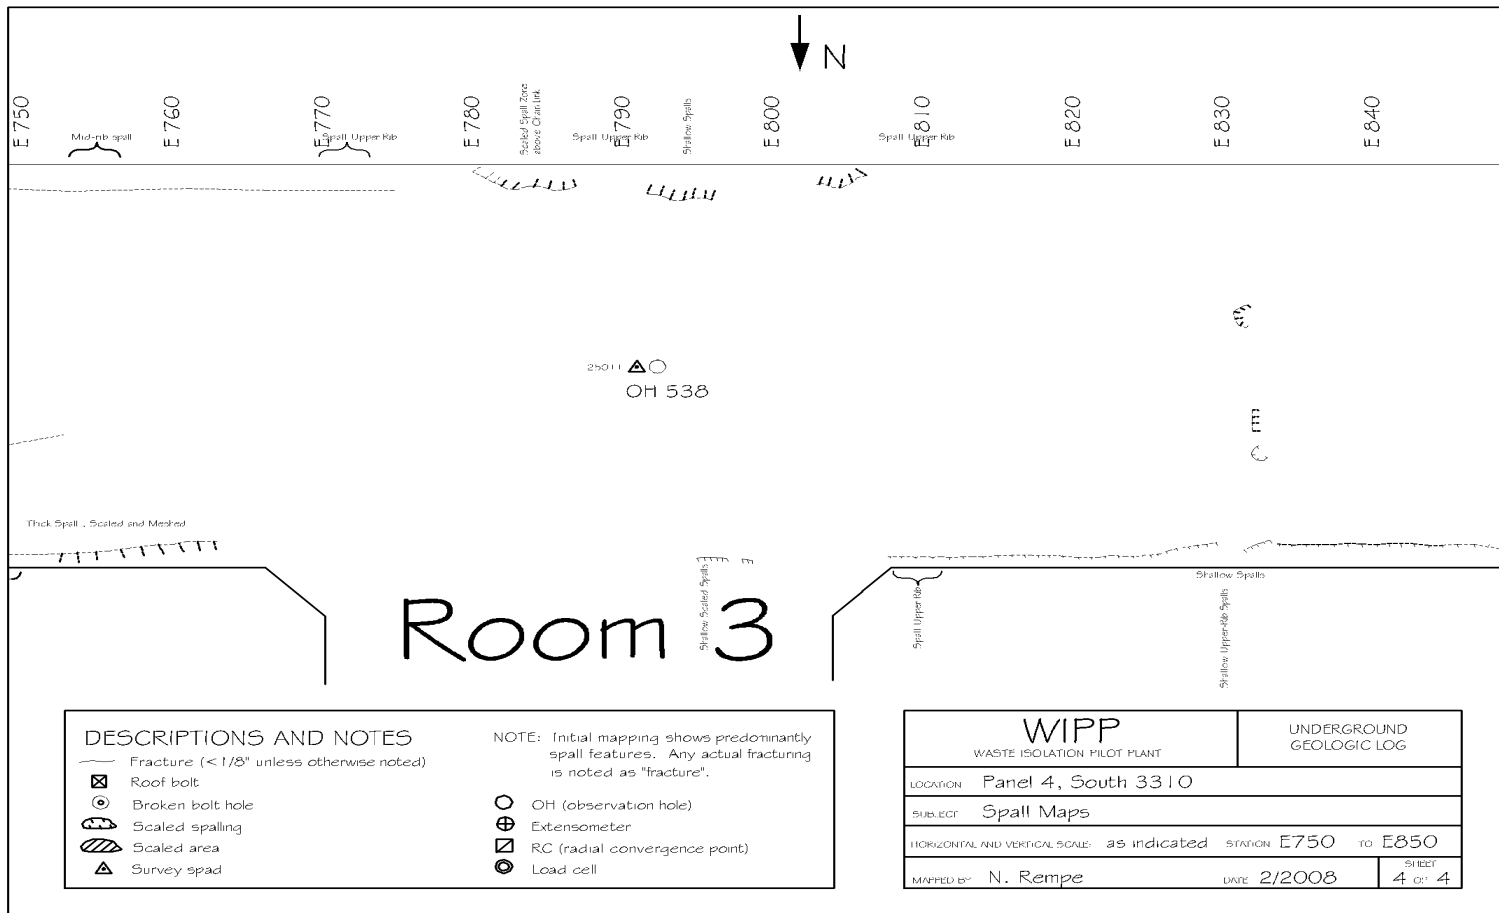 N
E 750
E 760
E 770
E 780
E 790
E 800
E 810
E 820
E 830
E 840
Scaled Spall Zone
above Chain Link
Shallow Spalls
Mid-rib spall
Spall Upper Rib
Spall Upper Rib
Spall Upper Rib
OH 538
Thick Spall, Scaled and Meshed
Shallow Scaled Spalls
Spall Upper Rib
Shallow Spalls
Shallow Upper-Rib Spalls
Room 3
DESCRIPTIONS AND NOTES
Fracture (< 1/8" unless otherwise noted)
Roof bolt
Broken bolt hole
Scaled spalling
Scaled area
Survey spad
NOTE: Initial mapping shows predominantly
spall features. Any actual fracturing
is noted as "fracture".
OH (observation hole)
Extensometer
RC (radial convergence point)
Load cell
WIPP
WASTE ISOLATION PILOT PLANT
UNDERGROUND
GEOLOGIC LOG
LOCATION Panel 4, South 3310
SUBJECT Spall Maps
HORIZONTAL AND VERTICAL SCALE: as indicated STATION E750 TO E850
MAPPED BY N. Rempe DATE 2/2008
SHEET
4 OF 4